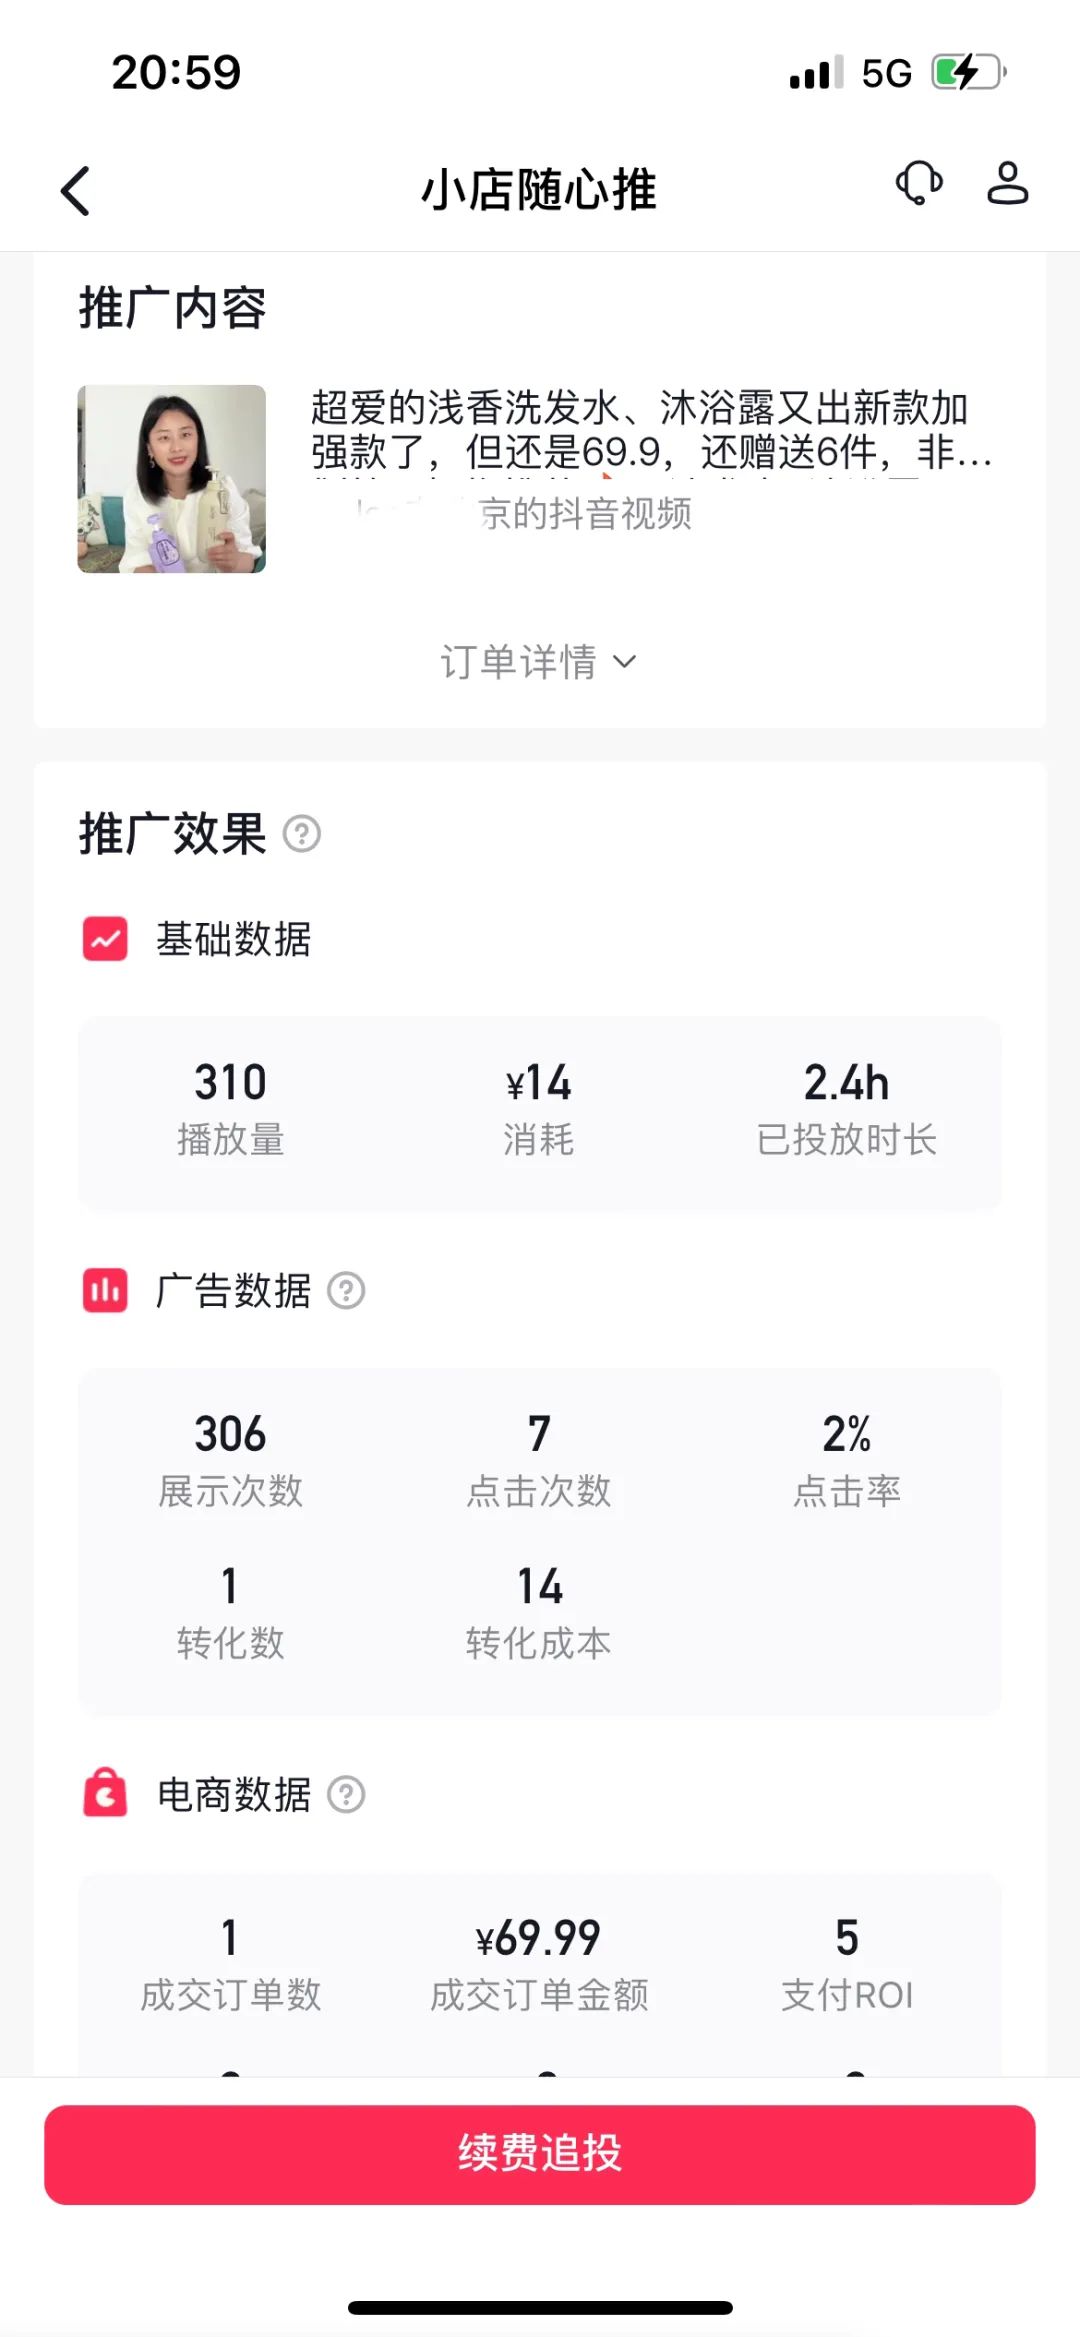 20:59
5G
小店随心推
推广内容
超爱的浅香洗发水、沐浴露又出新款加
强款了，但还是69.9，还赠送6件，非...
京的抖音视频
订单详情
推广效果 ?
基础数据
310 ¥14 2.4h
播放量 消耗 已投放时长
广告数据 ?
306 7 2%
展示次数 点击次数 点击率
1 14
转化数 转化成本
电商数据 ?
1 ¥69.99 5
成交订单数 成交订单金额 支付ROI
续费追投